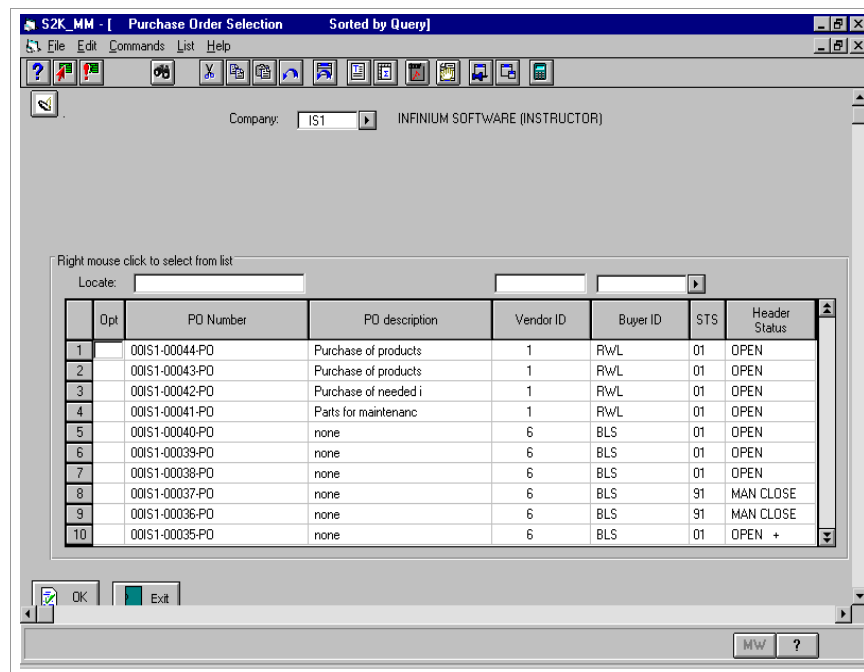 S2K_MM - [ Purchase Order Selection Sorted by Query]
File Edit Commands List Help
Company: IS1 INFINIUM SOFTWARE (INSTRUCTOR)
Right mouse click to select from list
Locate:
Opt PO Number PO description Vendor ID Buyer ID STS Header Status
1 00IS1-00044-PO Purchase of products 1 RWL 01 OPEN
2 00IS1-00043-PO Purchase of products 1 RWL 01 OPEN
3 00IS1-00042-PO Purchase of needed i 1 RWL 01 OPEN
4 00IS1-00041-PO Parts for maintenanc 1 RWL 01 OPEN
5 00IS1-00040-PO none 6 BLS 01 OPEN
6 00IS1-00039-PO none 6 BLS 01 OPEN
7 00IS1-00038-PO none 6 BLS 01 OPEN
8 00IS1-00037-PO none 6 BLS 91 MAN CLOSE
9 00IS1-00036-PO none 6 BLS 91 MAN CLOSE
10 00IS1-00035-PO none 6 BLS 01 OPEN +
OK Exit
MW ?